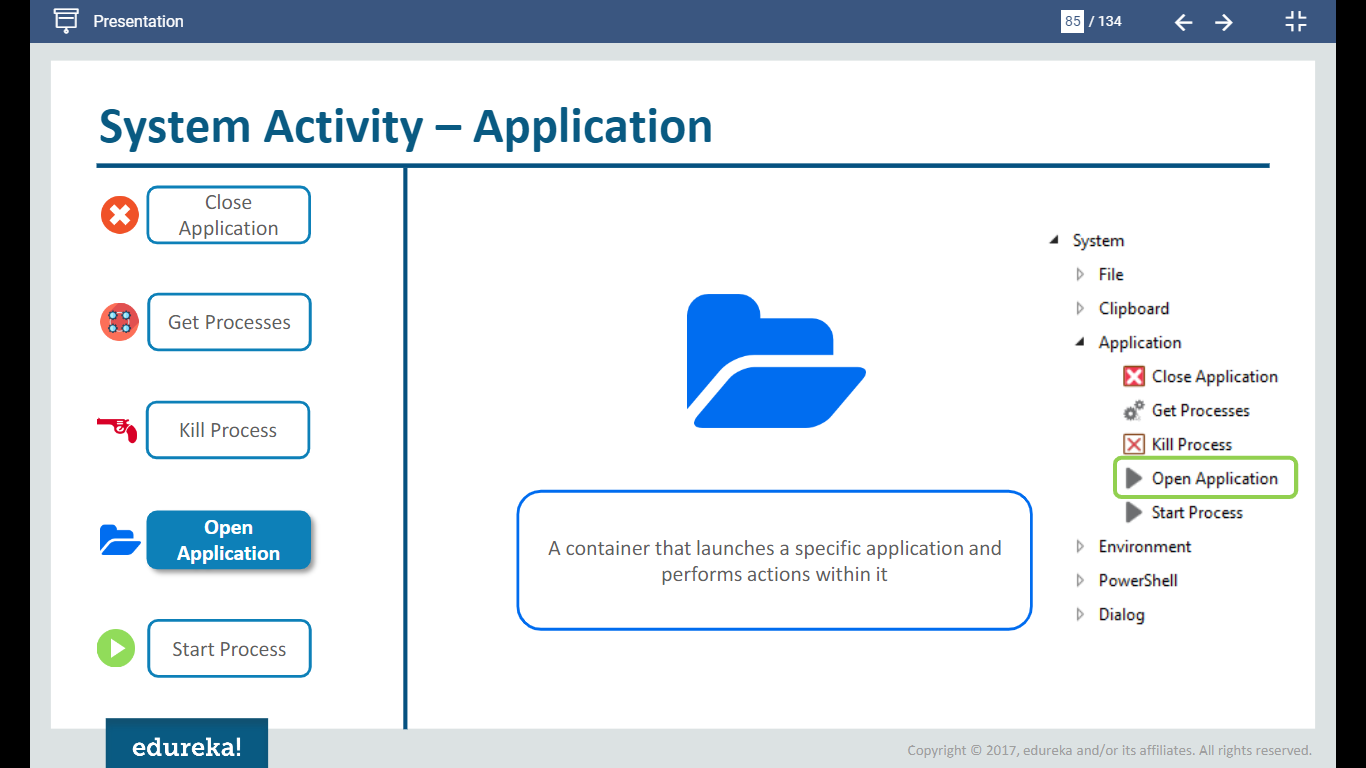 Presentation
85 / 134
System Activity – Application
Close
Application
Get Processes
Kill Process
Open
Application
Start Process
A container that launches a specific application and
performs actions within it
System
File
Clipboard
Application
Close Application
Get Processes
Kill Process
Open Application
Start Process
Environment
PowerShell
Dialog
edureka!
Copyright © 2017, edureka and/or its affiliates. All rights reserved.